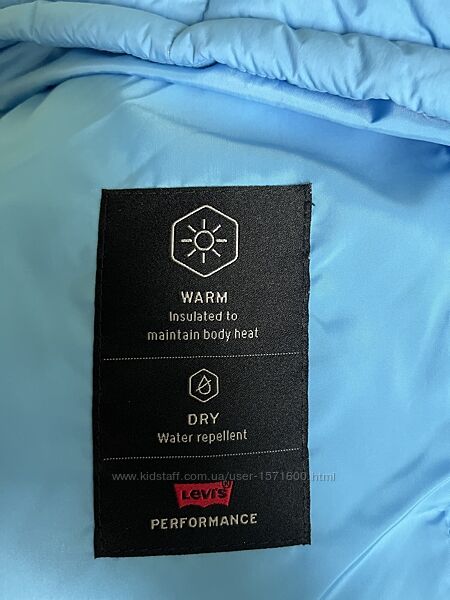 WARM
Insulated to
maintain body heat
DRY
Water repellent
www.kidstaff.com.ua/user-1571600.html
Levi's®
PERFORMANCE